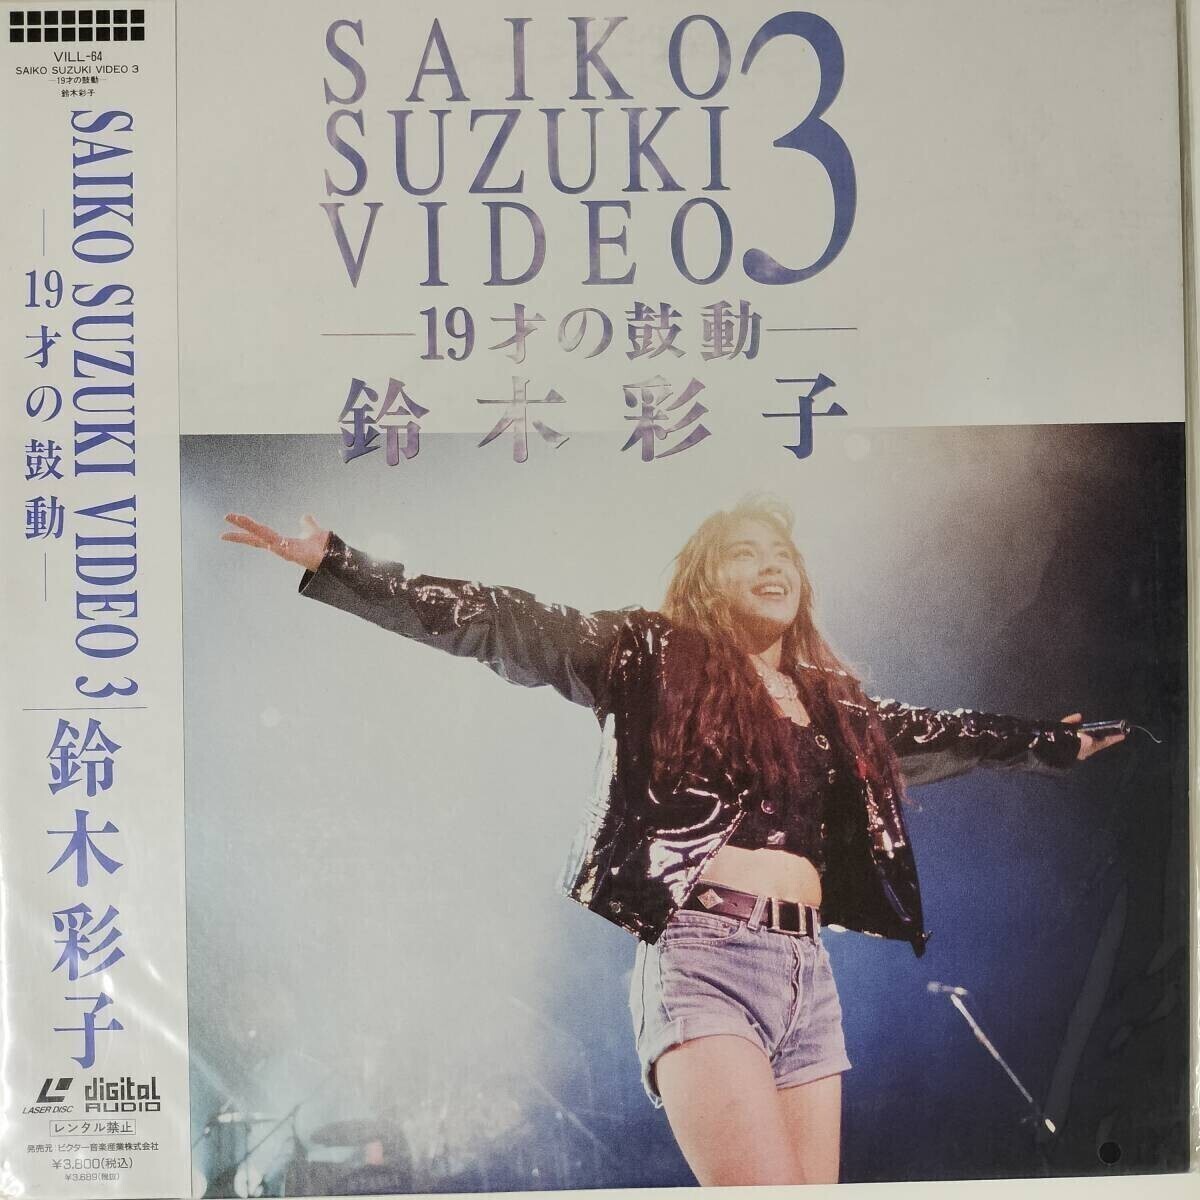 VILL-64
SAIKO SUZUKI VIDEO 3
—19才の鼓動—
鈴木彩子
SAIKO SUZUKI VIDEO 3
—19才の鼓動—
鈴木彩子
LASER DISC
digital AUDIO
レンタル禁止
発売元:ビクター音楽産業株式会社
¥3,800(税込)
¥3,689(税抜)
SAIKO
SUZUKI
VIDEO
3
—19才の鼓動—
鈴木彩子